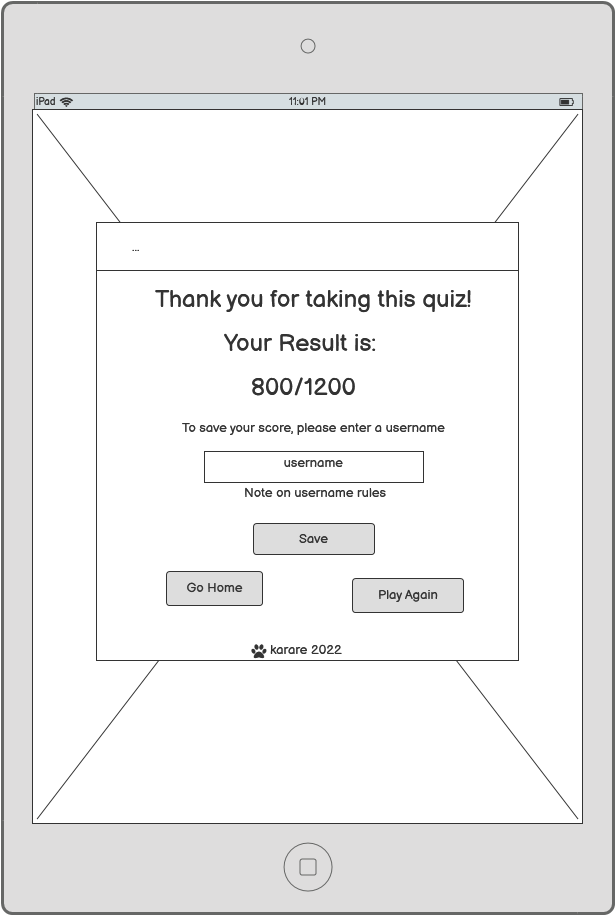 iPad 11:01 PM
...
Thank you for taking this quiz!
Your Result is:
800/1200
To save your score, please enter a username
username
Note on username rules
Save
Go Home
Play Again
karare 2022